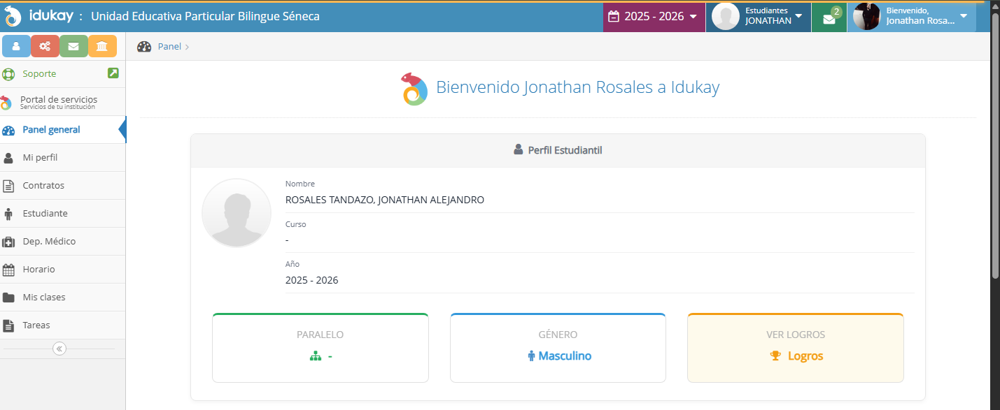 idukay : Unidad Educativa Particular Bilingue Séneca
2025 - 2026
Estudiantes
JONATHAN
2
Bienvenido,
Jonathan Rosa...
Panel
Soporte
Portal de servicios
Servicios de tu institución
Panel general
Mi perfil
Contratos
Estudiante
Dep. Médico
Horario
Mis clases
Tareas
Bienvenido Jonathan Rosales a Idukay
Perfil Estudiantil
Nombre
ROSALES TANDAZO, JONATHAN ALEJANDRO
Curso
-
Año
2025 - 2026
PARALELO
-
GÉNERO
Masculino
VER LOGROS
Logros